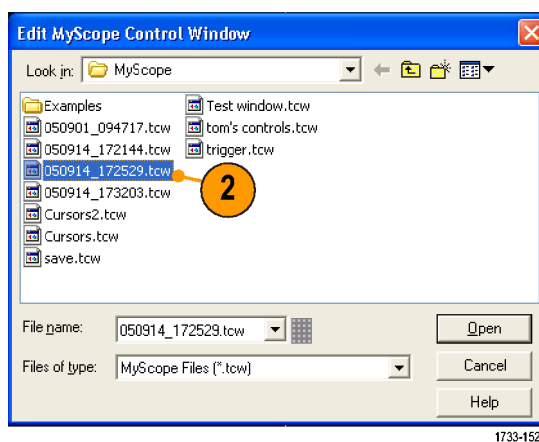 Edit MyScope Control Window
Look in: MyScope
Examples
050901_094717.tcw
050914_172144.tcw
050914_172529.tcw
050914_173203.tcw
Cursors2.tcw
Cursors.tcw
save.tcw
Test window.tcw
tom's controls.tcw
trigger.tcw
2
File name: 050914_172529.tcw Open
Files of type: MyScope Files (*.tcw) Cancel
Help
1733-152